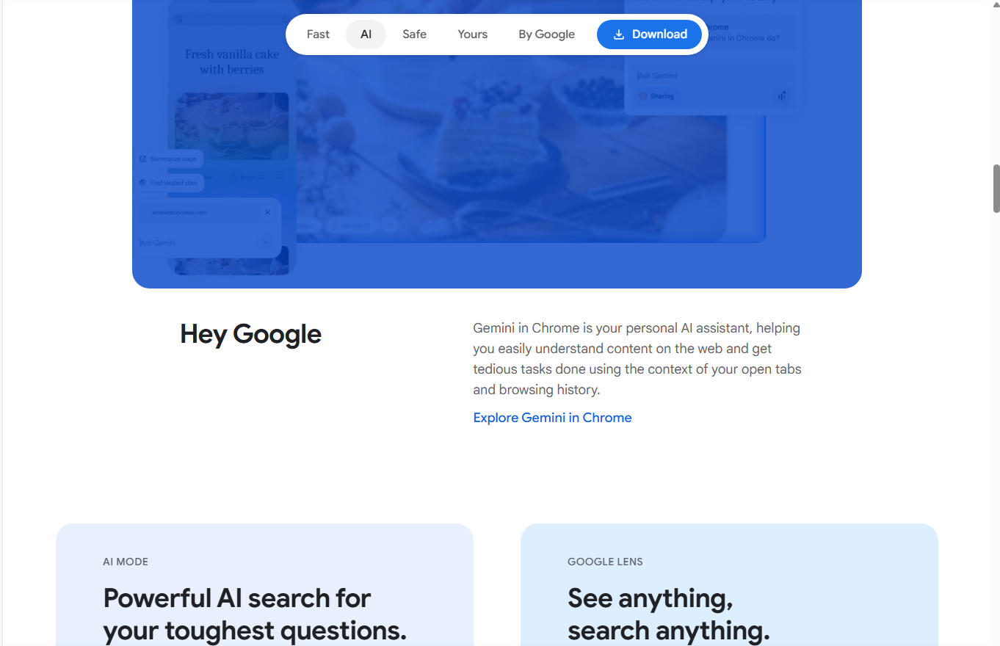 Fast
AI
Safe
Yours
By Google
Download
Fresh vanilla cake
with berries
Summarize page
Find related sites
Ask Gemini
emini in Chrome do?
Ask Gemini
Sharing
Hey Google
Gemini in Chrome is your personal AI assistant, helping
you easily understand content on the web and get
tedious tasks done using the context of your open tabs
and browsing history.
Explore Gemini in Chrome
AI MODE
Powerful AI search for
your toughest questions.
GOOGLE LENS
See anything,
search anything.